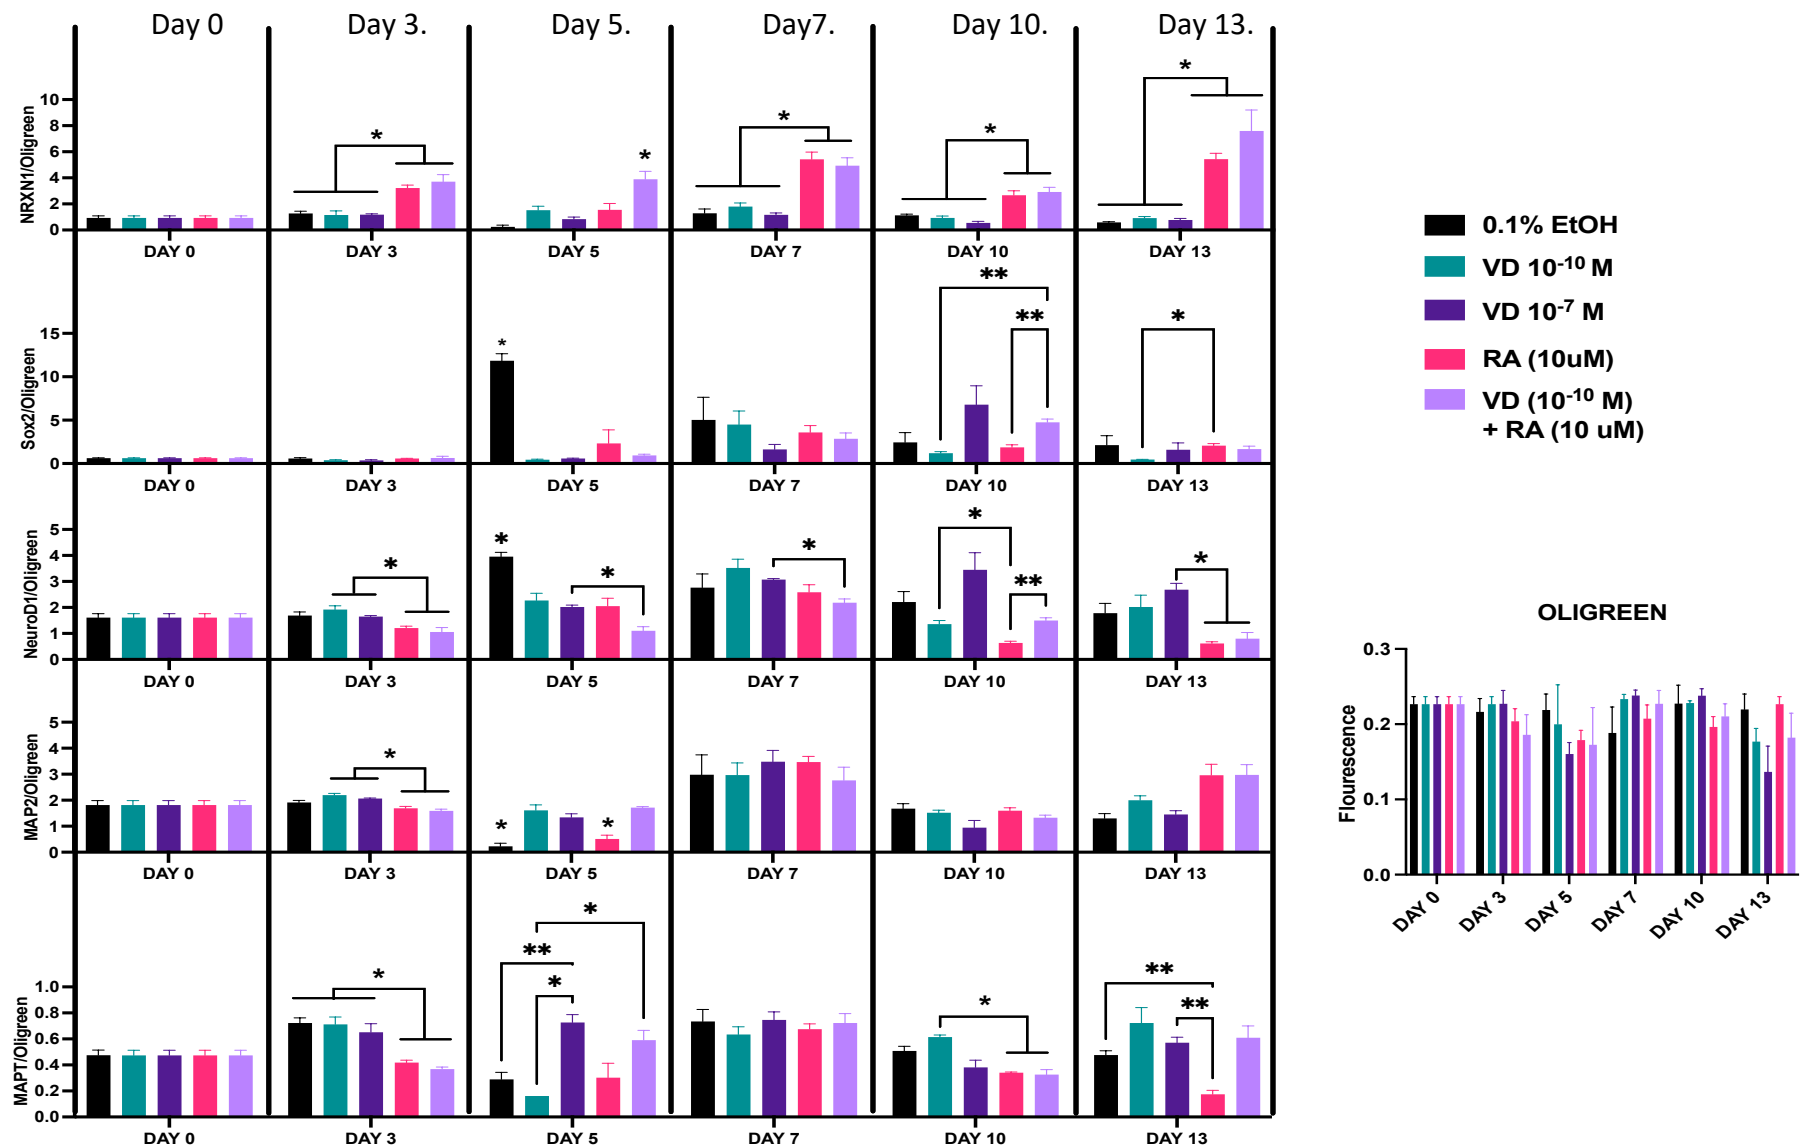 Day 0 Day 3. Day 5. Day7. Day 10. Day 13.
NRXN1/Oligreen
10
8
6
4
2
0
* * * * *
DAY 0 DAY 3 DAY 5 DAY 7 DAY 10 DAY 13
Sox2/Oligreen
15
10
5
0
* ** ** *
DAY 0 DAY 3 DAY 5 DAY 7 DAY 10 DAY 13
NeuroD1/Oligreen
5
4
3
2
1
0
* * * * * ** *
DAY 0 DAY 3 DAY 5 DAY 7 DAY 10 DAY 13
MAP2/Oligreen
5
4
3
2
1
0
* * *
DAY 0 DAY 3 DAY 5 DAY 7 DAY 10 DAY 13
MAPT/Oligreen
1.0
0.8
0.6
0.4
0.2
0.0
* ** * * * ** **
DAY 0 DAY 3 DAY 5 DAY 7 DAY 10 DAY 13
0.1% EtOH
VD 10⁻¹⁰ M
VD 10⁻⁷ M
RA (10uM)
VD (10⁻¹⁰ M)
+ RA (10 uM)
OLIGREEN
Flourescence
0.3
0.2
0.1
0.0
DAY 0 DAY 3 DAY 5 DAY 7 DAY 10 DAY 13